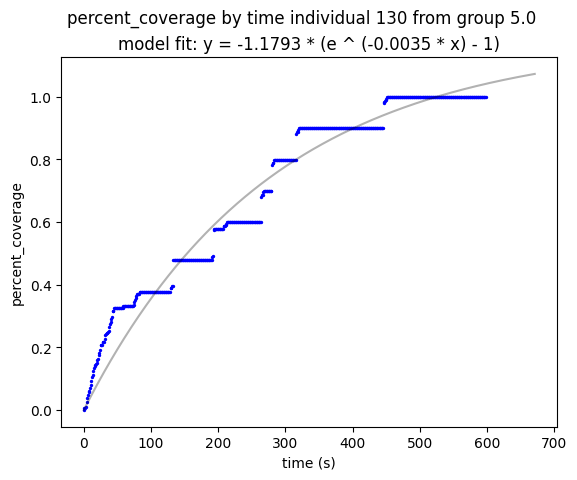 percent_coverage by time individual 130 from group 5.0
model fit: y = -1.1793 * (e ^ (-0.0035 * x) - 1)
percent_coverage
1.0
0.8
0.6
0.4
0.2
0.0
0 100 200 300 400 500 600 700
time (s)